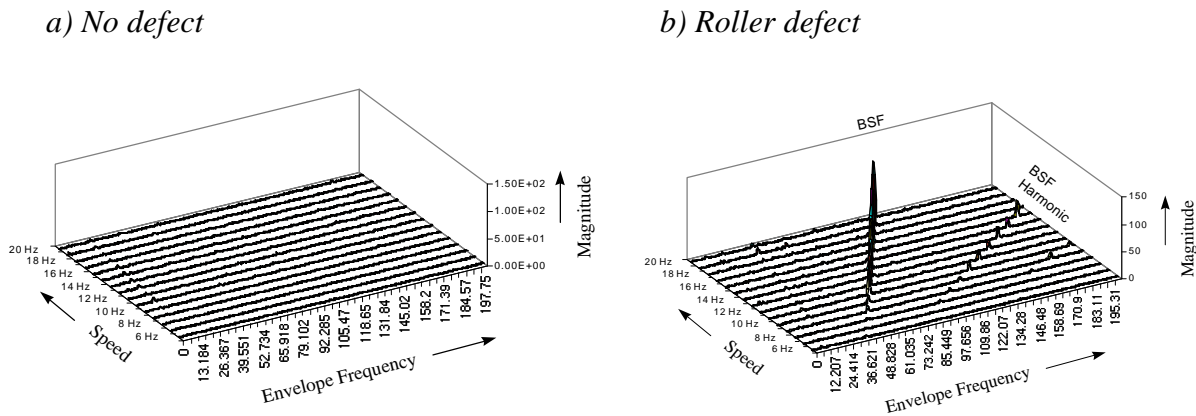 a) No defect
1.50E+02
1.00E+02
5.00E+01
0.00E+00
Magnitude
20 Hz
18 Hz
16 Hz
14 Hz
12 Hz
10 Hz
8 Hz
6 Hz
Speed
0
13.184
26.367
39.551
52.734
65.918
79.102
92.285
105.47
118.65
131.84
145.02
158.2
171.39
184.57
197.75
Envelope Frequency
b) Roller defect
BSF
BSF
Harmonic
150
100
50
0
Magnitude
20 Hz
18 Hz
16 Hz
14 Hz
12 Hz
10 Hz
8 Hz
6 Hz
Speed
0
12.207
24.414
36.621
48.828
61.035
73.242
85.449
97.656
109.86
122.07
134.28
146.48
158.69
170.9
183.11
195.31
Envelope Frequency